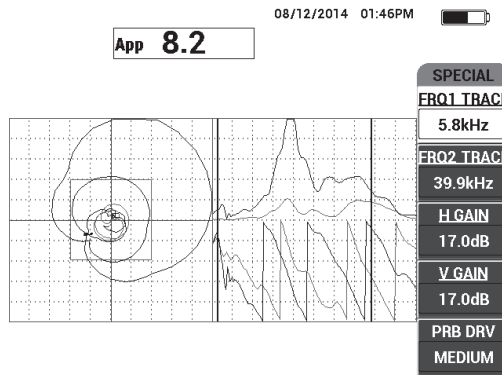 08/12/2014 01:46PM
App 8.2
SPECIAL
FRQ1 TRAC
5.8kHz
FRQ2 TRAC
39.9kHz
H GAIN
17.0dB
V GAIN
17.0dB
PRB DRV
MEDIUM